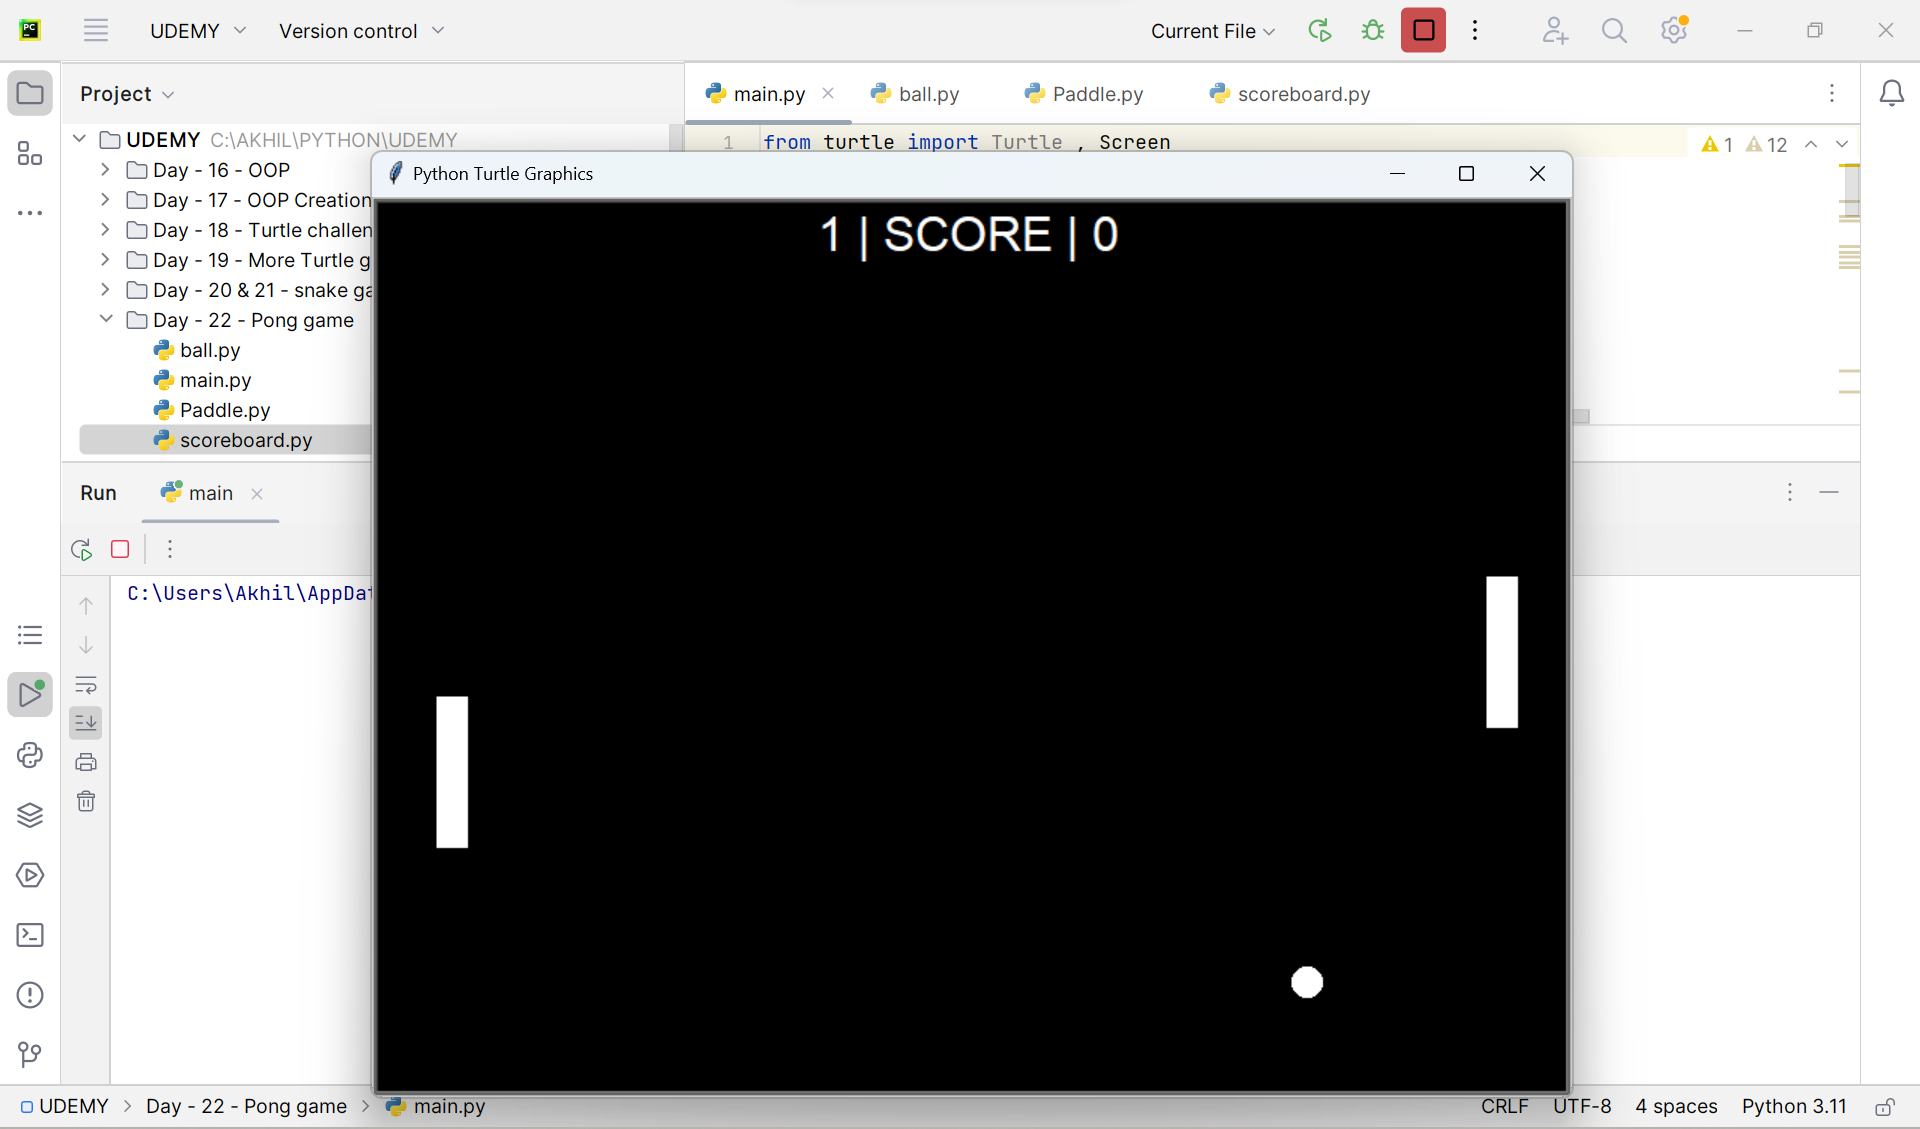 PC
UDEMY
Version control
Current File
Project
main.py
ball.py
Paddle.py
scoreboard.py
UDEMY C:\AKHIL\PYTHON\UDEMY
1 from turtle import Turtle , Screen
1 12
Day - 16 - OOP
Day - 17 - OOP Creation
Day - 18 - Turtle challen
Day - 19 - More Turtle g
Day - 20 & 21 - snake ga
Day - 22 - Pong game
ball.py
main.py
Paddle.py
scoreboard.py
Python Turtle Graphics
1 | SCORE | 0
Run
main
C:\Users\Akhil\AppDat
UDEMY > Day - 22 - Pong game > main.py
CRLF UTF-8 4 spaces Python 3.11